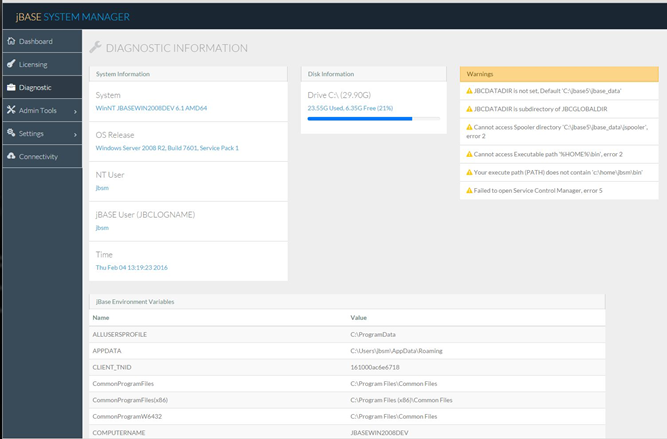 jBASE SYSTEM MANAGER
Dashboard
Licensing
Diagnostic
Admin Tools
Settings
Connectivity
DIAGNOSTIC INFORMATION
System Information
System
WinNT JBASEWIN2008DEV 6.1 AMD64
OS Release
Windows Server 2008 R2, Build 7601, Service Pack 1
NT User
jbsm
jBASE User (JBCLOGNAME)
jbsm
Time
Thu Feb 04 13:19:23 2016
Disk Information
Drive C:\ (29.90G)
23.55G Used, 6.35G Free (21%)
Warnings
JBCDATADIR is not set, Default 'C:\jbase5\jbase_data'
JBCDATADIR is subdirectory of JBCGLOBALDIR
Cannot access Spooler directory 'C:\jbase5\jbase_data\jspooler',
error 2
Cannot access Executable path '%HOME%\bin', error 2
Your execute path (PATH) does not contain 'c:\home\jbsm\bin'
Failed to open Service Control Manager, error 5
jBase Environment Variables
Name Value
ALLUSERSPROFILE C:\ProgramData
APPDATA C:\Users\jbsm\AppData\Roaming
CLIENT_TNID 161000ac6e6718
CommonProgramFiles C:\Program Files\Common Files
CommonProgramFiles(x86) C:\Program Files (x86)\Common Files
CommonProgramW6432 C:\Program Files\Common Files
COMPUTERNAME JBASEWIN2008DEV